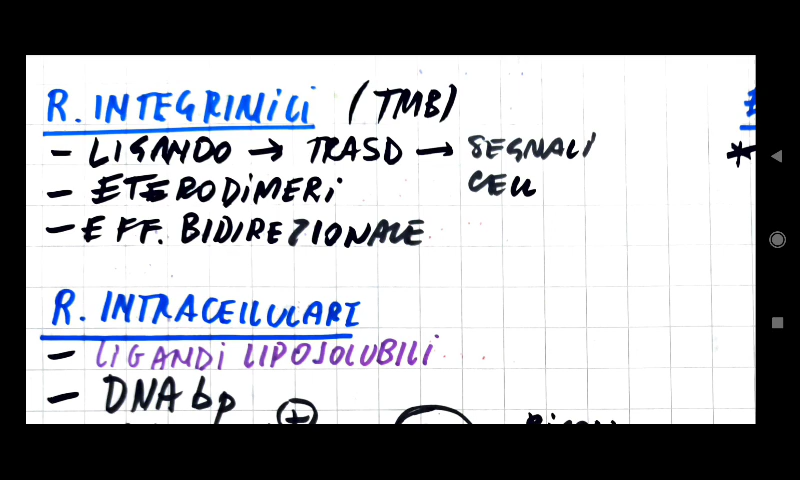 R. INTEGRINICI (TMB)
- LIGANDO → TRASD → SEGNALI CELL
- ETERODIMERI
- EFF. BIDIREZIONALE
R. INTRACELLULARI
- LIGANDI LIPOSOLUBILI
- DNA bp
+